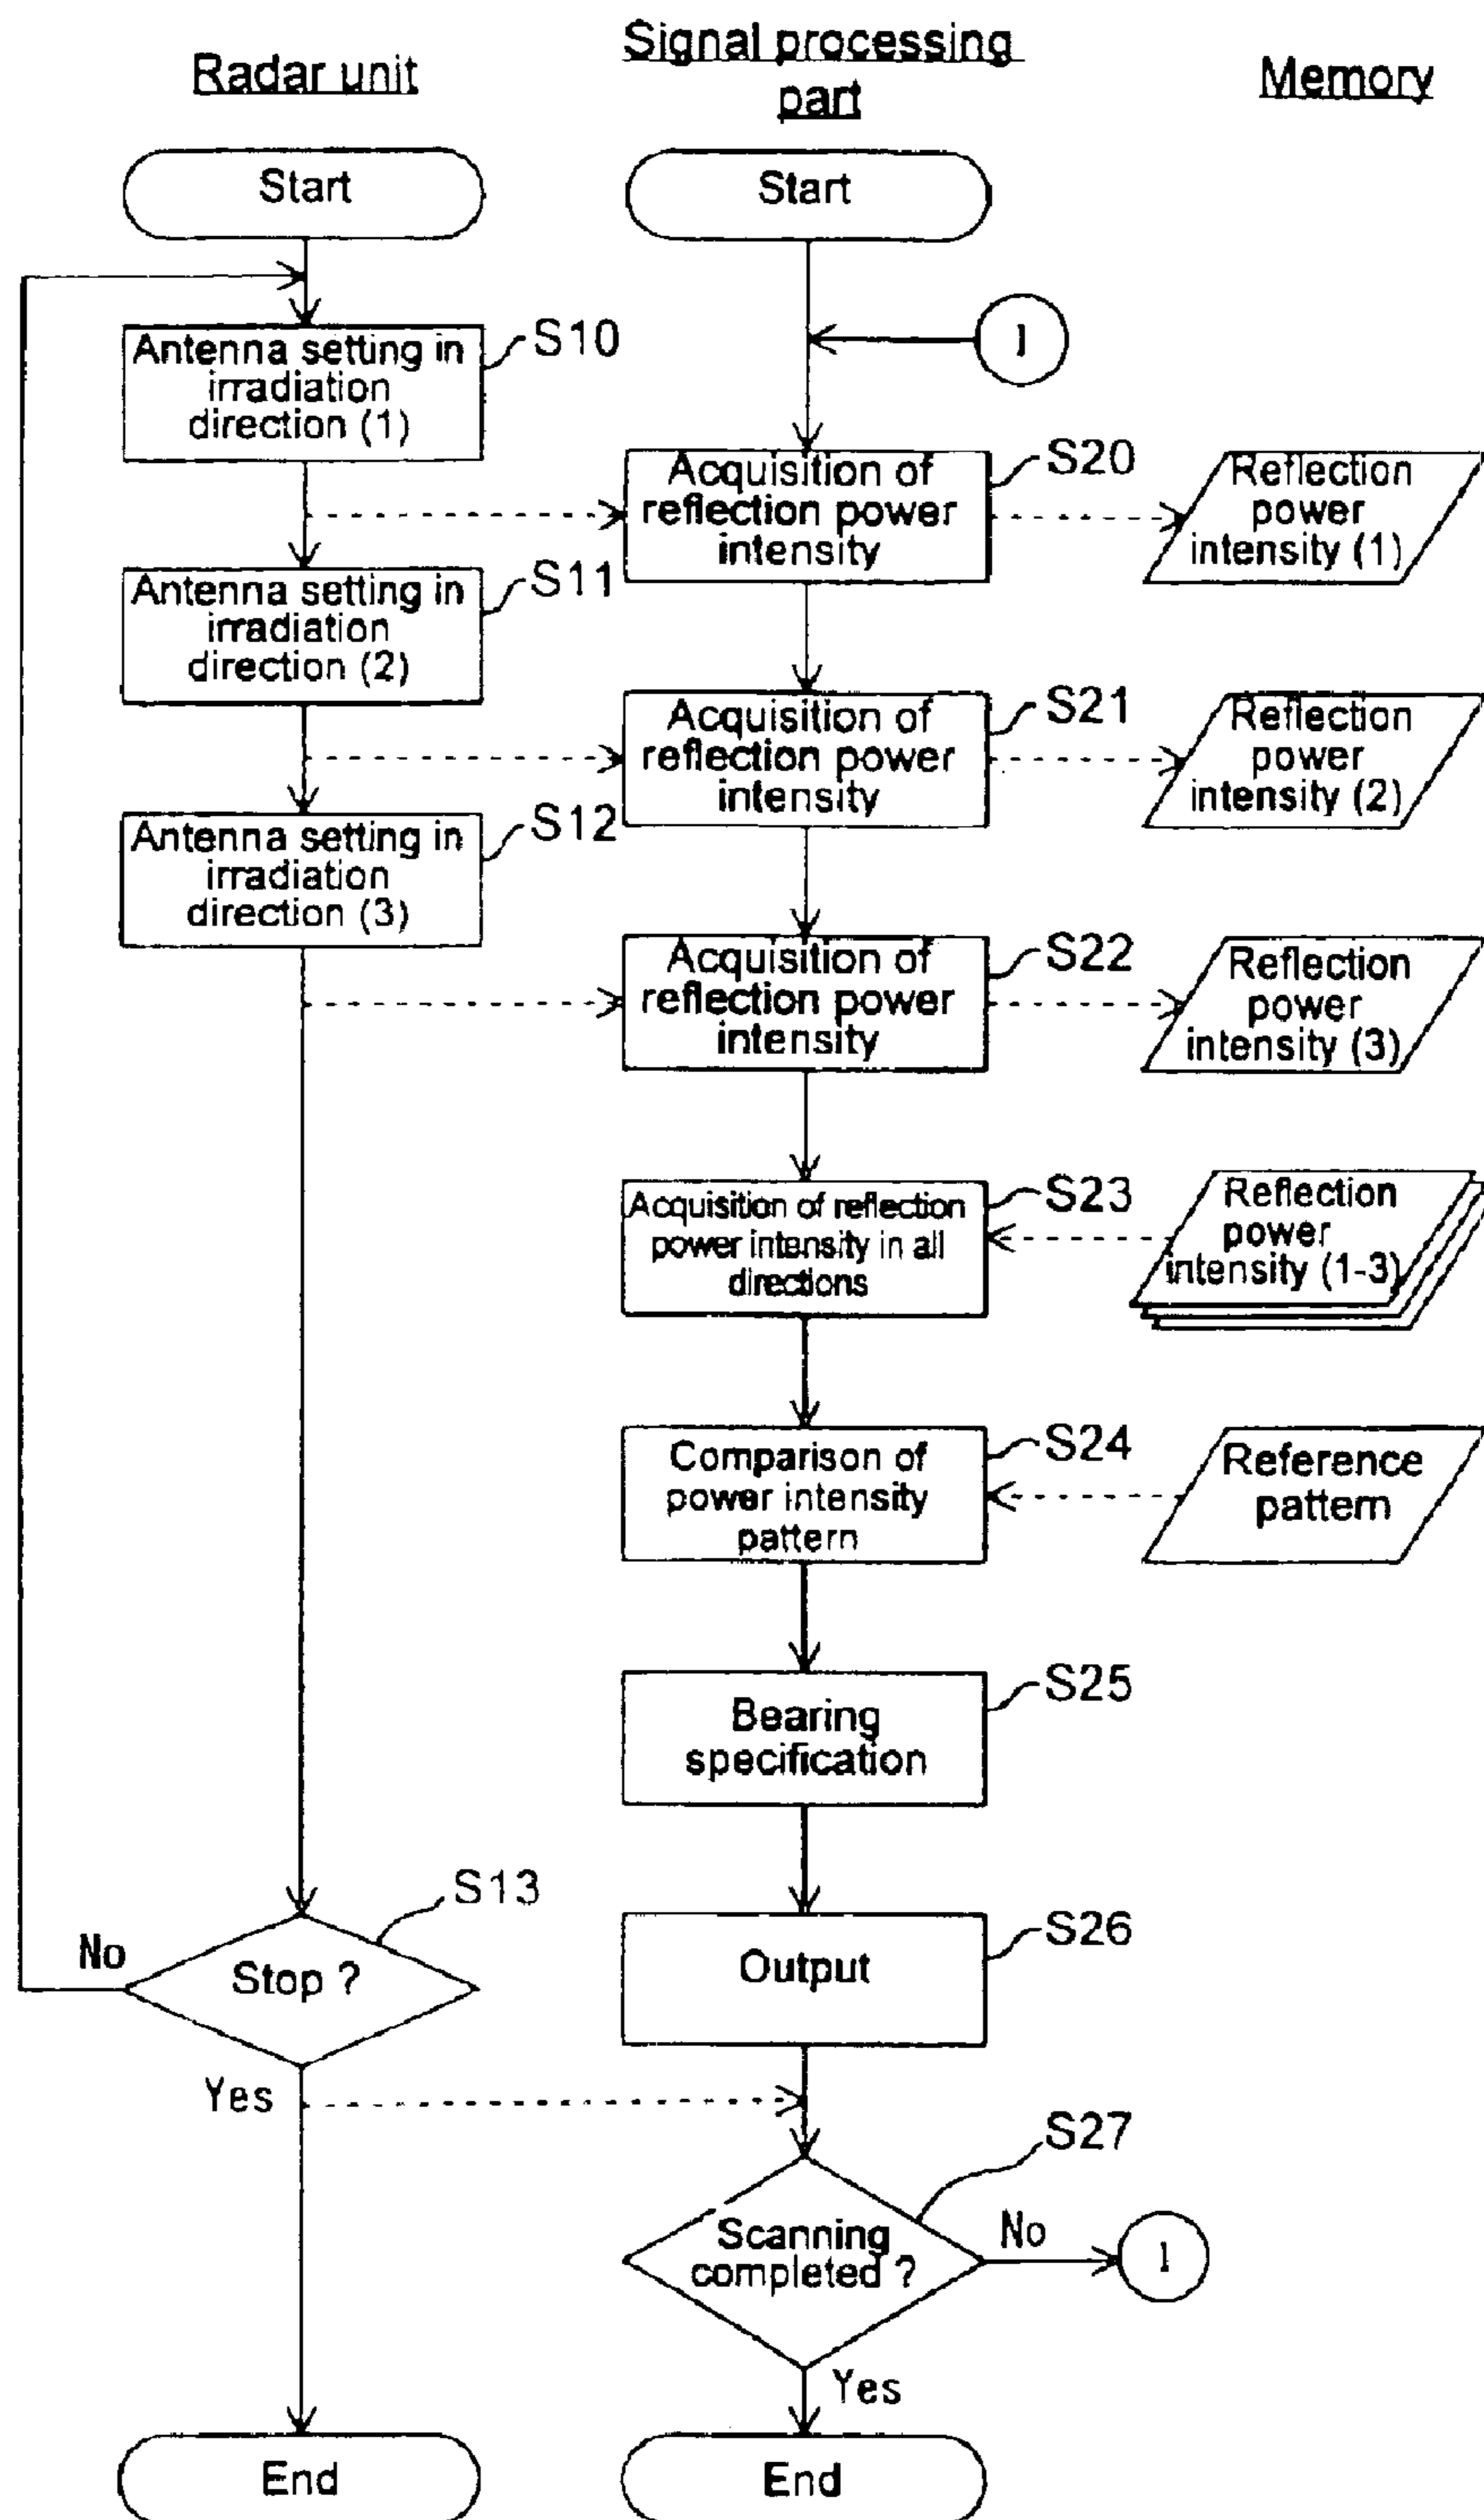 Radar unit
Signal processing
part
Memory
Start
Start
1
Antenna setting in
irradiation
direction (1)
S10
Acquisition of
reflection power
intensity
S20
Reflection
power
intensity (1)
Antenna setting in
irradiation
direction (2)
S11
Acquisition of
reflection power
intensity
S21
Reflection
power
intensity (2)
Antenna setting in
irradiation
direction (3)
S12
Acquisition of
reflection power
intensity
S22
Reflection
power
intensity (3)
Acquisition of reflection
power intensity in all
directions
S23
Reflection
power
intensity (1-3)
Comparison of
power intensity
pattern
S24
Reference
pattern
Bearing
specification
S25
S13
No
Stop ?
Yes
Output
S26
S27
Scanning
completed ?
No
1
Yes
End
End